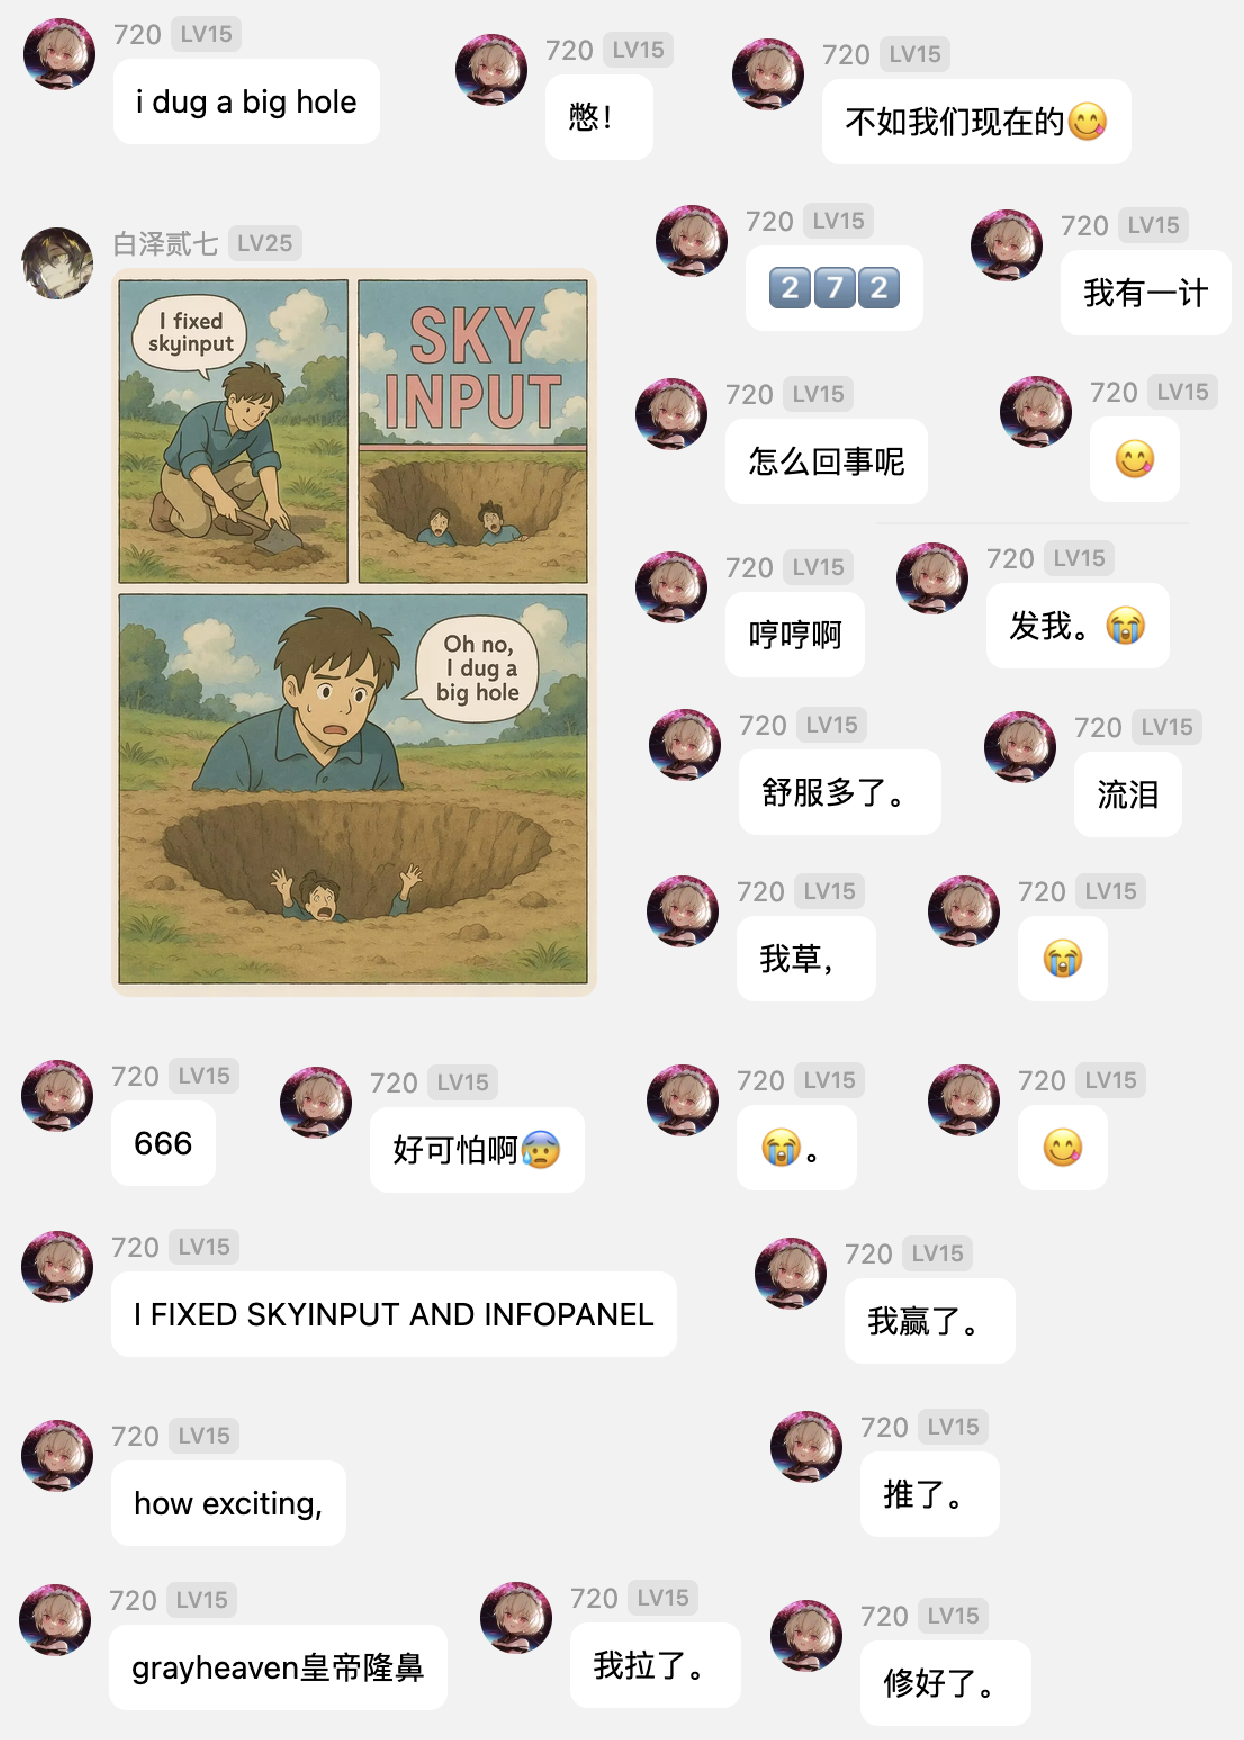 720 LV15
i dug a big hole
720 LV15
憋！
720 LV15
不如我们现在的😋
白泽贰七 LV25
I fixed
skyinput
SKY
INPUT
Oh no,
I dug a
big hole
720 LV15
2️⃣7️⃣2️⃣
720 LV15
我有一计
720 LV15
怎么回事呢
720 LV15
😋
720 LV15
哼哼啊
720 LV15
发我。😭
720 LV15
舒服多了。
720 LV15
流泪
720 LV15
我草，
720 LV15
😭
720 LV15
666
720 LV15
好可怕啊😰
720 LV15
😭。
720 LV15
😋
720 LV15
I FIXED SKYINPUT AND INFOPANEL
720 LV15
我赢了。
720 LV15
how exciting,
720 LV15
推了。
720 LV15
grayheaven皇帝隆鼻
720 LV15
我拉了。
720 LV15
修好了。